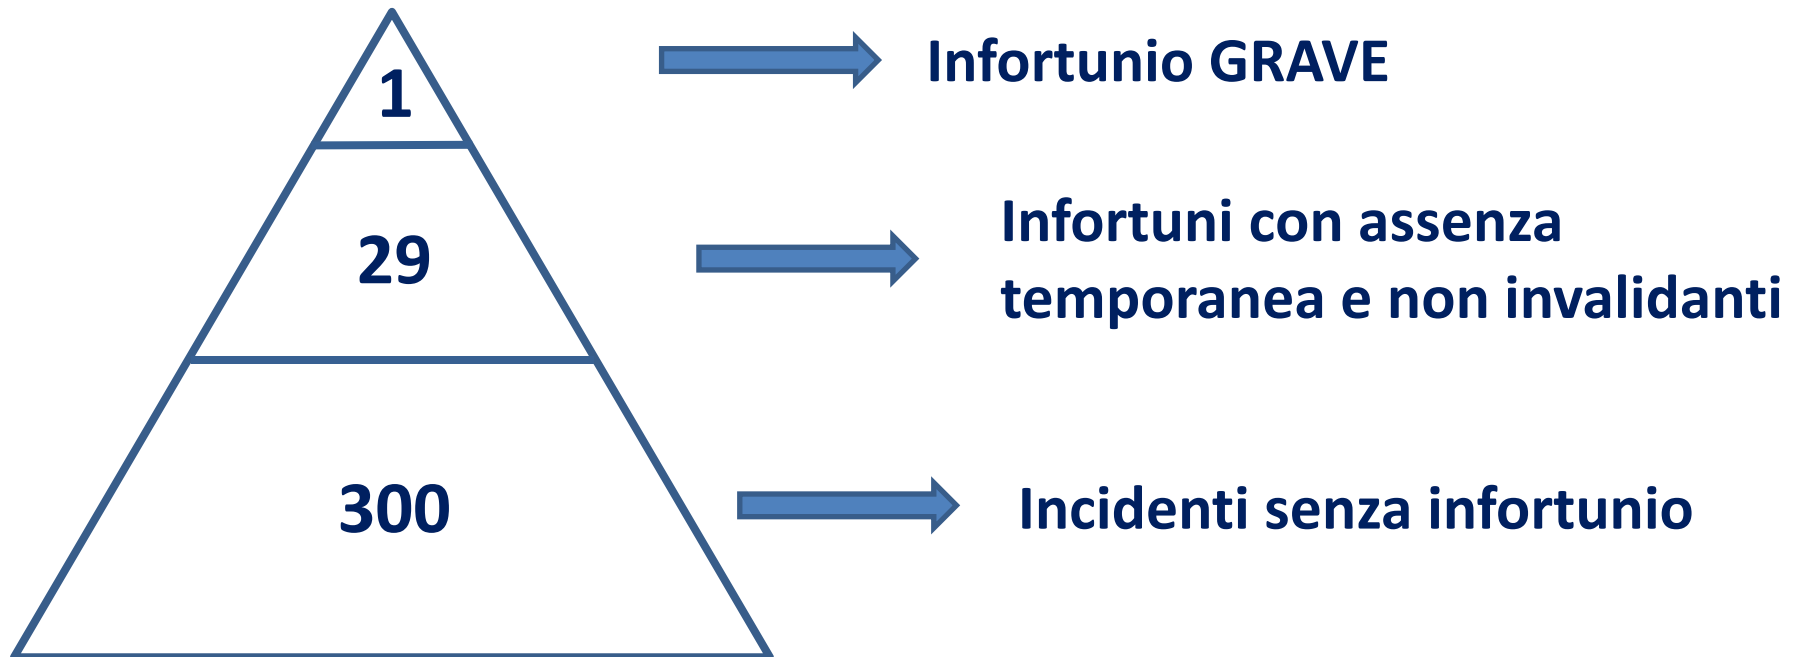 1
Infortunio GRAVE
29
Infortuni con assenza
temporanea e non invalidanti
300
Incidenti senza infortunio